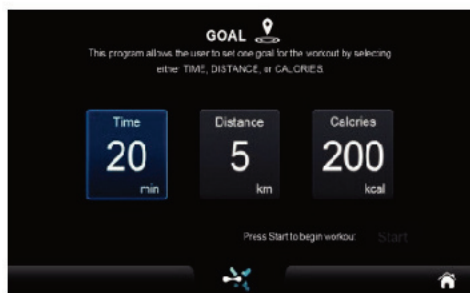 GOAL
This program allows the user to set one goal for the workout by selecting
either TIME, DISTANCE, or CALORIES.
Time
20
min
Distance
5
km
Calories
200
kcal
Press Start to begin workout
Start